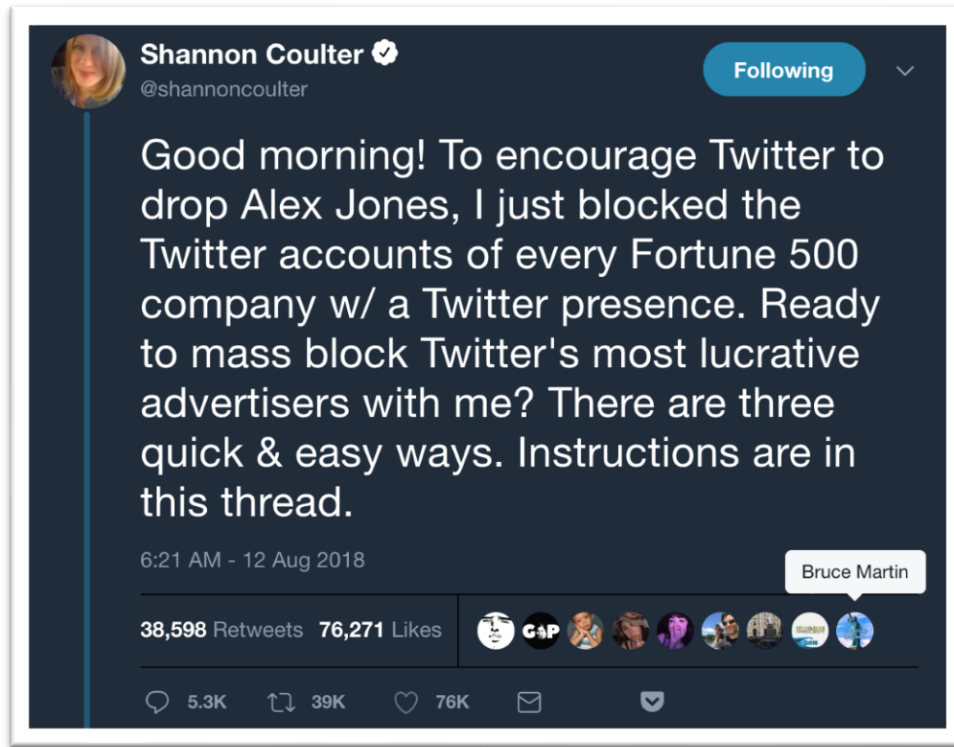 Shannon Coulter
@shannoncoulter
Following
Good morning! To encourage Twitter to
drop Alex Jones, I just blocked the
Twitter accounts of every Fortune 500
company w/ a Twitter presence. Ready
to mass block Twitter's most lucrative
advertisers with me? There are three
quick & easy ways. Instructions are in
this thread.
6:21 AM - 12 Aug 2018
Bruce Martin
38,598 Retweets 76,271 Likes
5.3K 39K 76K